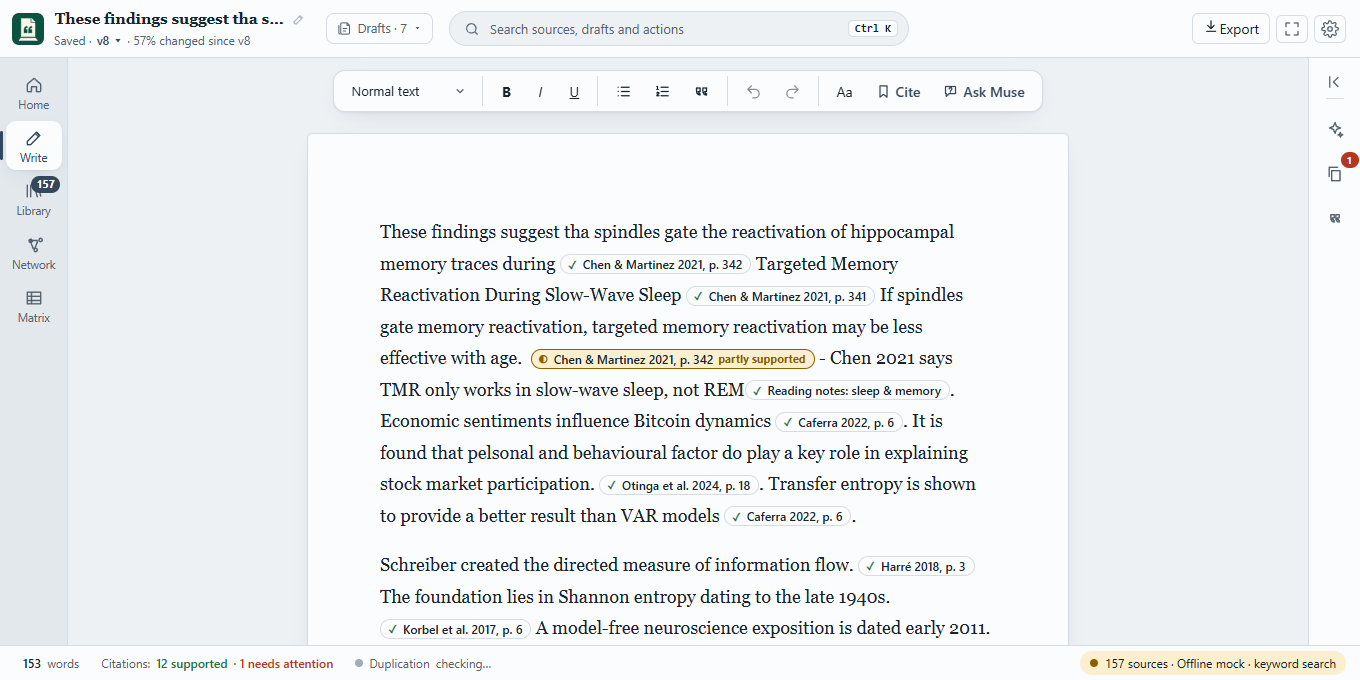 These findings suggest tha s...
Saved · v8 · 57% changed since v8
Drafts · 7
Search sources, drafts and actions
Ctrl K
Export
Home
Write
157
Library
Network
Matrix
Normal text
B I U
Aa
Cite
Ask Muse
1
These findings suggest tha spindles gate the reactivation of hippocampal
memory traces during ✓ Chen & Martinez 2021, p. 342 Targeted Memory
Reactivation During Slow-Wave Sleep ✓ Chen & Martinez 2021, p. 341 If spindles
gate memory reactivation, targeted memory reactivation may be less
effective with age. Chen & Martinez 2021, p. 342 partly supported - Chen 2021 says
TMR only works in slow-wave sleep, not REM ✓ Reading notes: sleep & memory .
Economic sentiments influence Bitcoin dynamics ✓ Caferra 2022, p. 6 . It is
found that pelsonal and behavioural factor do play a key role in explaining
stock market participation. ✓ Otinga et al. 2024, p. 18 . Transfer entropy is shown
to provide a better result than VAR models ✓ Caferra 2022, p. 6 .
Schreiber created the directed measure of information flow. ✓ Harré 2018, p. 3
The foundation lies in Shannon entropy dating to the late 1940s.
✓ Korbel et al. 2017, p. 6 A model-free neuroscience exposition is dated early 2011.
153 words
Citations: 12 supported · 1 needs attention
Duplication checking...
157 sources · Offline mock · keyword search